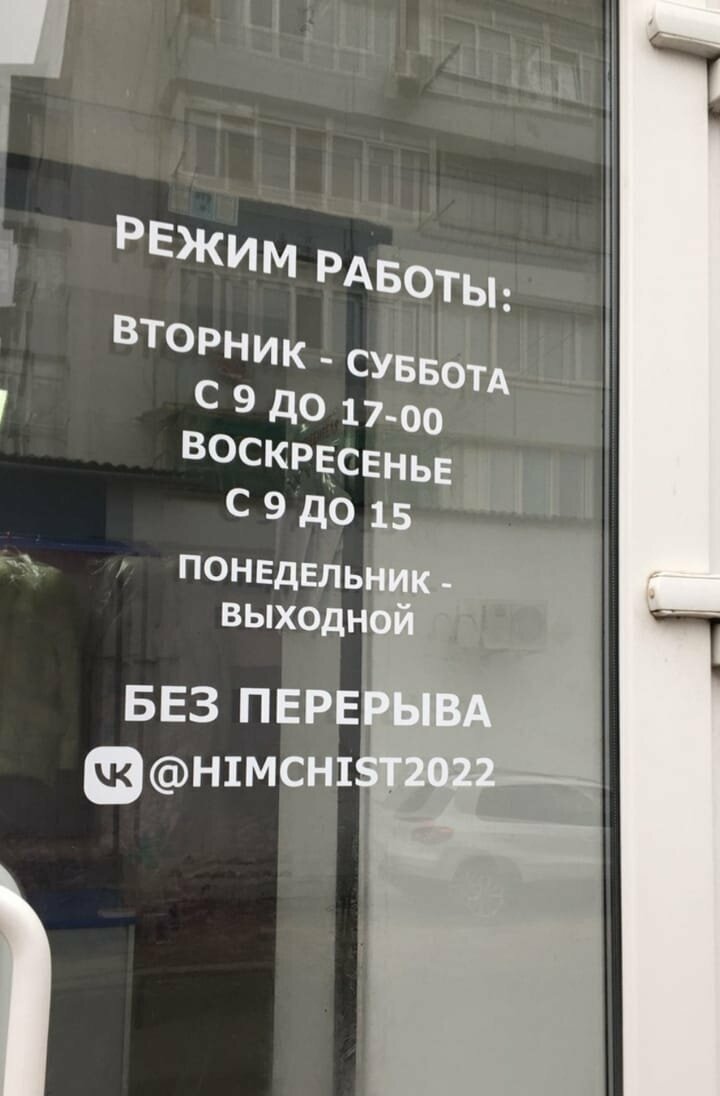 РЕЖИМ РАБОТЫ:
ВТОРНИК - СУББОТА
С 9 ДО 17-00
ВОСКРЕСЕНЬЕ
С 9 ДО 15
ПОНЕДЕЛЬНИК -
ВЫХОДНОЙ
БЕЗ ПЕРЕРЫВА
@HIMCHIST2022